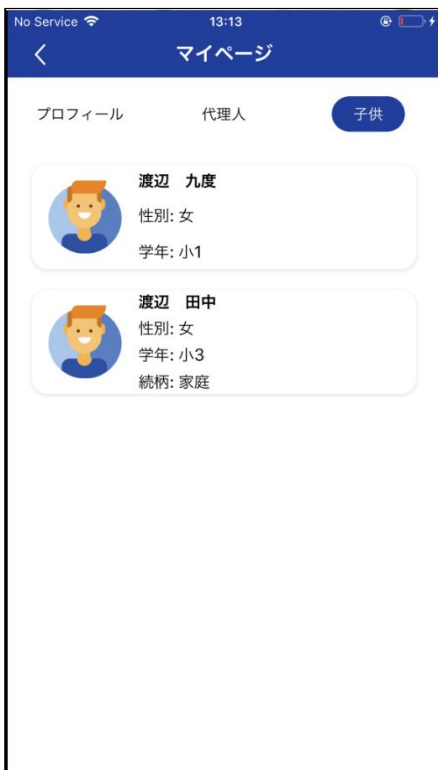 No Service 13:13
マイページ
プロフィール 代理人 子供
渡辺　九度
性別: 女
学年: 小1
渡辺　田中
性別: 女
学年: 小3
続柄: 家庭